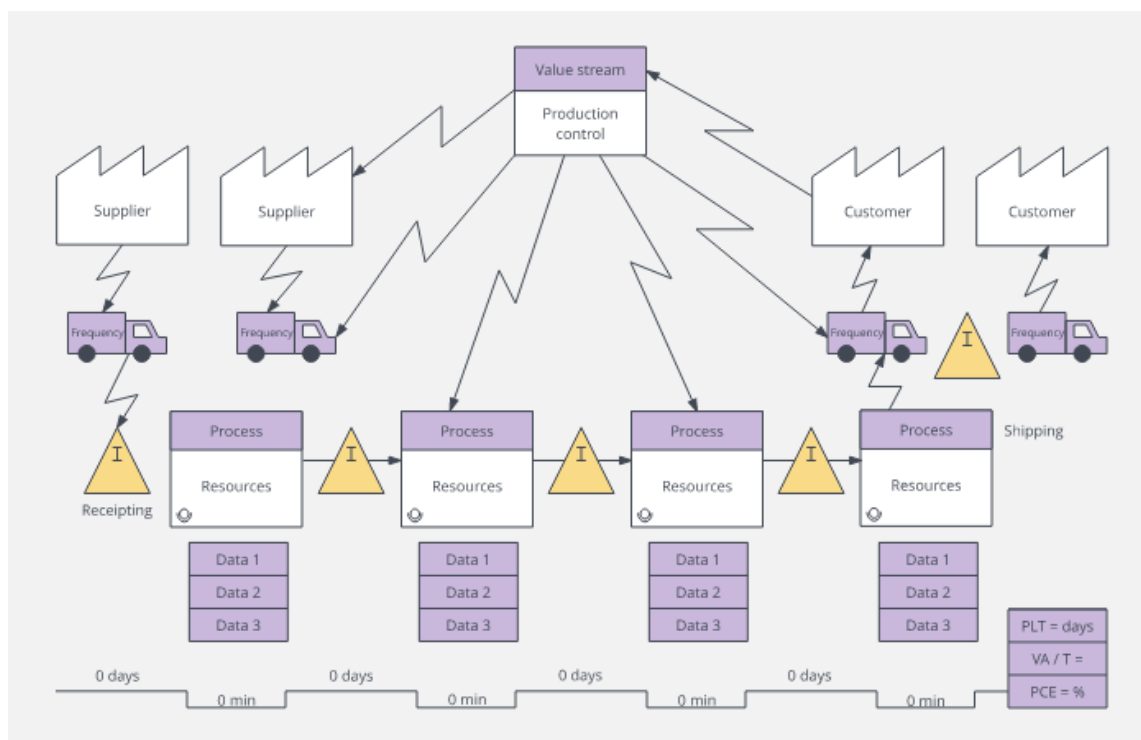 Value stream
Production
control
Supplier
Supplier
Customer
Customer
Frequency
Frequency
Frequency
Frequency
I
I
I
I
I
Process
Process
Process
Process
Shipping
Resources
Resources
Resources
Resources
Receipting
Data 1
Data 1
Data 1
Data 1
Data 2
Data 2
Data 2
Data 2
Data 3
Data 3
Data 3
Data 3
PLT = days
VA / T =
PCE = %
0 days
0 days
0 days
0 days
0 min
0 min
0 min
0 min